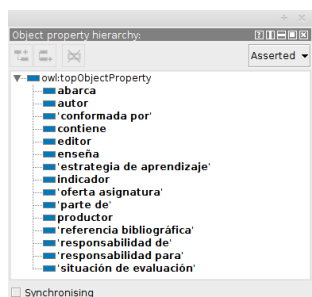 Object property hierarchy:
Asserted
owl:topObjectProperty
abarca
autor
'conformada por'
contiene
editor
enseña
'estrategia de aprendizaje'
indicador
'oferta asignatura'
'parte de'
productor
'referencia bibliográfica'
'responsabilidad de'
'responsabilidad para'
'situación de evaluación'
Synchronising